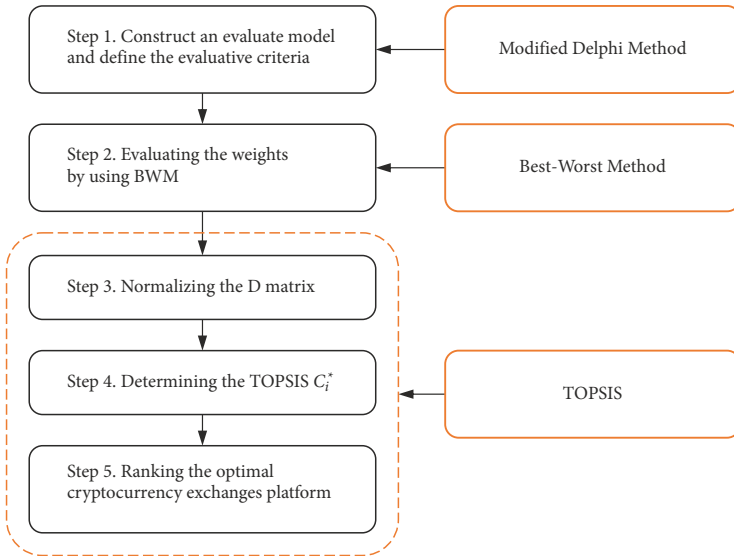 Step 1. Construct an evaluate model
and define the evaluative criteria
Modified Delphi Method
Step 2. Evaluating the weights
by using BWM
Best-Worst Method
Step 3. Normalizing the D matrix
Step 4. Determining the TOPSIS C_i^*
TOPSIS
Step 5. Ranking the optimal
cryptocurrency exchanges platform